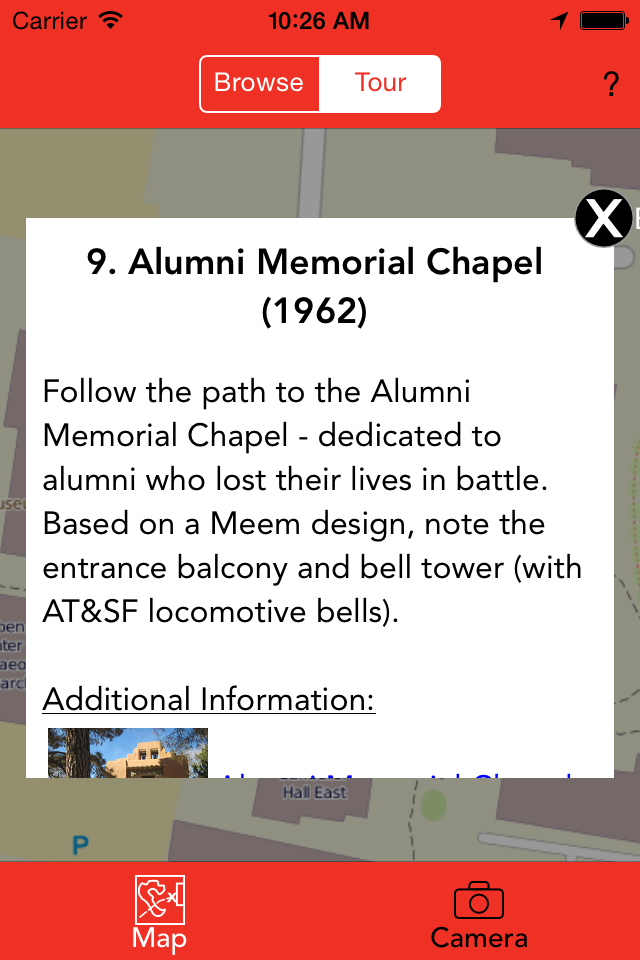 Carrier 10:26 AM
Browse Tour ?
X
9. Alumni Memorial Chapel
(1962)
Follow the path to the Alumni
Memorial Chapel - dedicated to
alumni who lost their lives in battle.
Based on a Meem design, note the
entrance balcony and bell tower (with
AT&SF locomotive bells).
Additional Information:
Hall East
P
Map Camera